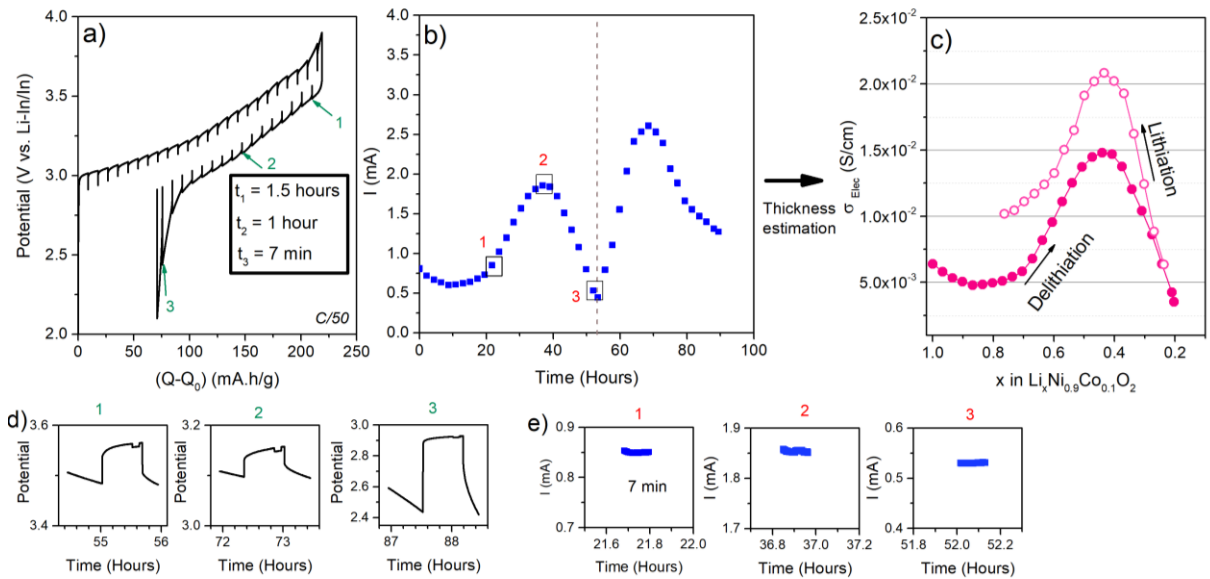 a)
4.0
3.5
3.0
2.5
2.0
Potential (V vs. Li-In/In)
1
2
3
t1 = 1.5 hours
t2 = 1 hour
t3 = 7 min
C/50
0 50 100 150 200 250
(Q-Q0) (mA.h/g)
b)
4.0
3.5
3.0
2.5
2.0
1.5
1.0
0.5
0.0
I (mA)
1
2
3
0 20 40 60 80 100
Time (Hours)
Thickness
estimation
c)
2.5x10-2
2.0x10-2
1.5x10-2
1.0x10-2
5.0x10-3
σ Elec (S/cm)
Lithiation
Delithiation
1.0 0.8 0.6 0.4 0.2
x in LixNi0.9Co0.1O2
d)
1
3.6
3.4
Potential
55 56
Time (Hours)
2
3.2
3.0
Potential
72 73
Time (Hours)
3
3.0
2.8
2.6
2.4
Potential
87 88
Time (Hours)
e)
1
0.9
0.8
0.7
I (mA)
7 min
21.6 21.8 22.0
Time (Hours)
2
1.9
1.8
1.7
I (mA)
36.8 37.0 37.2
Time (Hours)
3
0.6
0.5
0.4
I (mA)
51.8 52.0 52.2
Time (Hours)